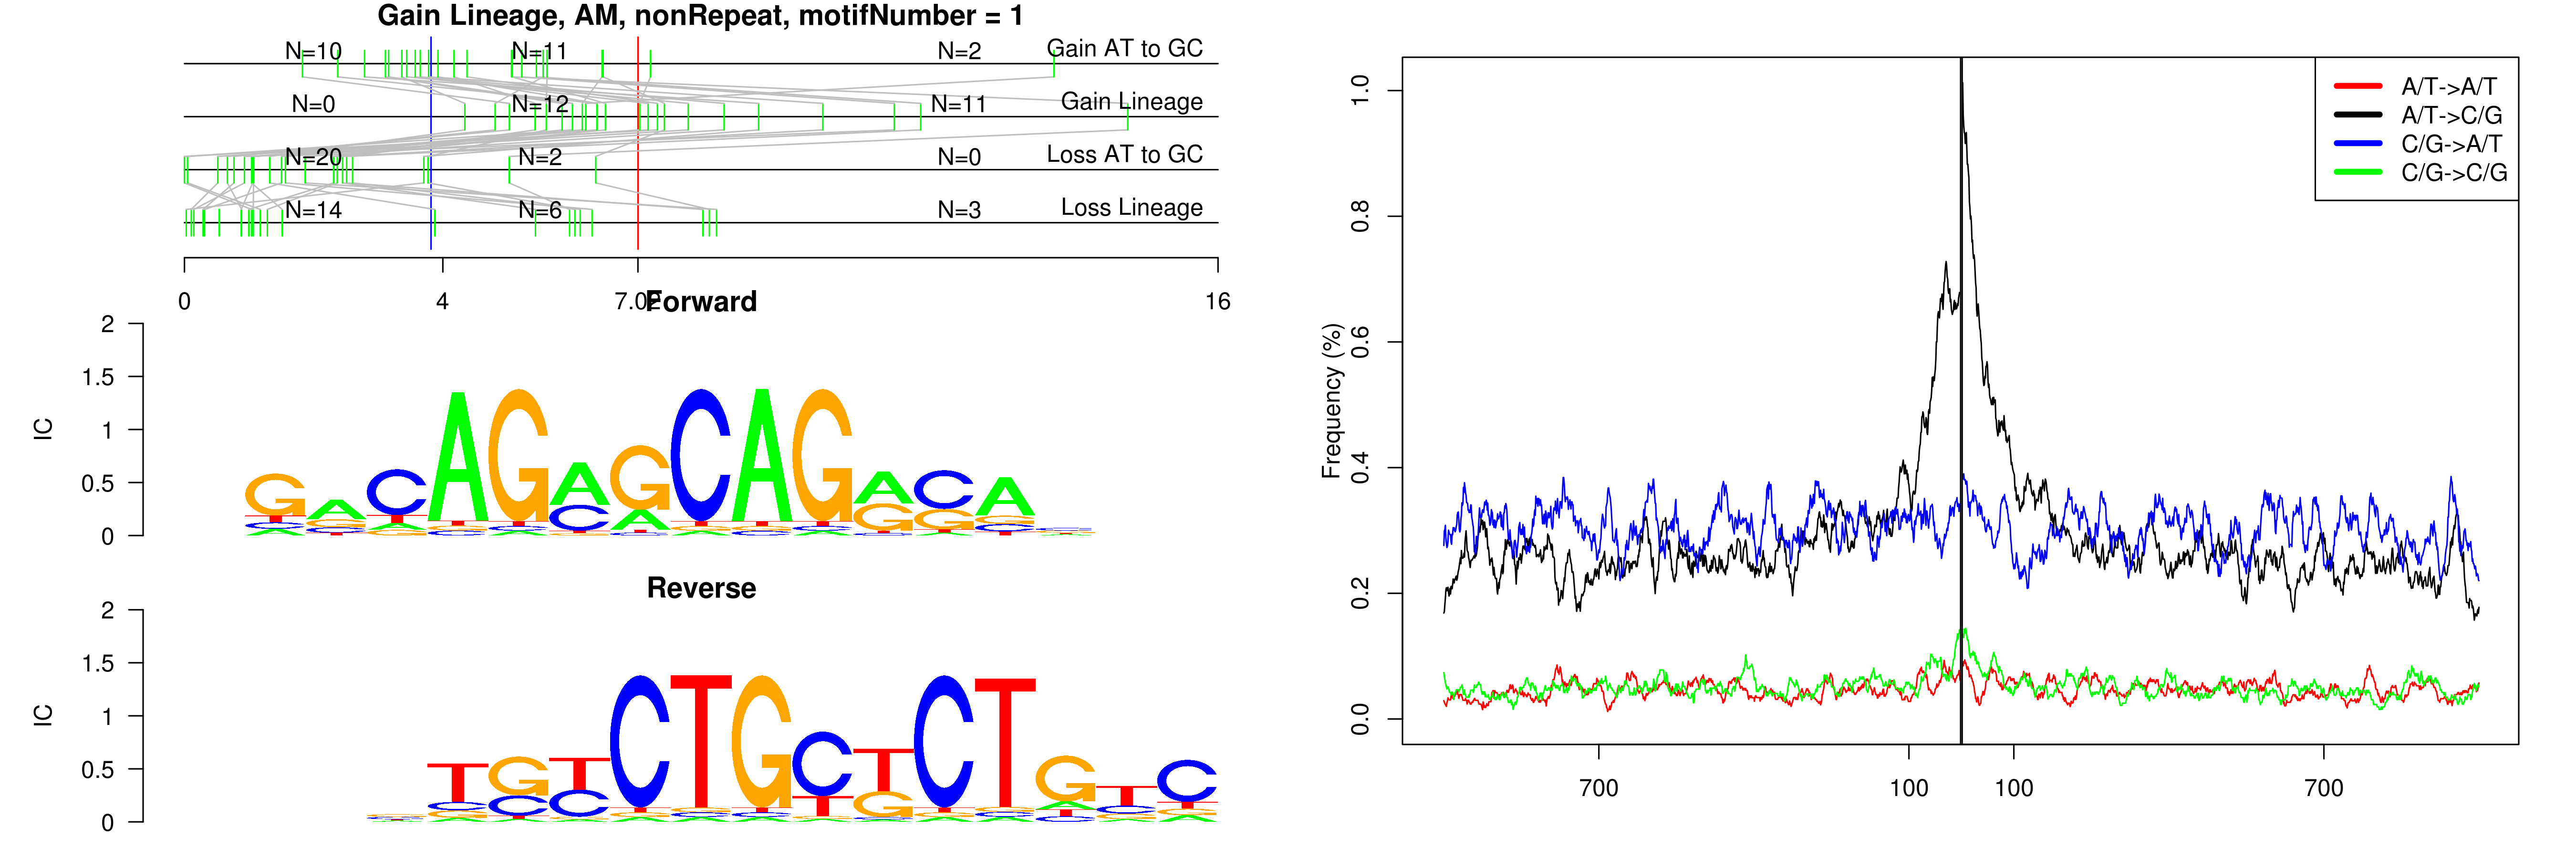 Gain Lineage, AM, nonRepeat, motifNumber = 1
N=10 N=11 N=2 Gain AT to GC
N=0 N=12 N=11 Gain Lineage
N=20 N=2 N=0 Loss AT to GC
N=14 N=6 N=3 Loss Lineage
0 4 7.02 16
Forward
IC
2
1.5
1
0.5
0
GACAGAGCAGACA
Reverse
IC
2
1.5
1
0.5
0
TGTCTGCTCTGTC
Frequency (%)
1.0
0.8
0.6
0.4
0.2
0.0
700 100 100 700
A/T->A/T
A/T->C/G
C/G->A/T
C/G->C/G